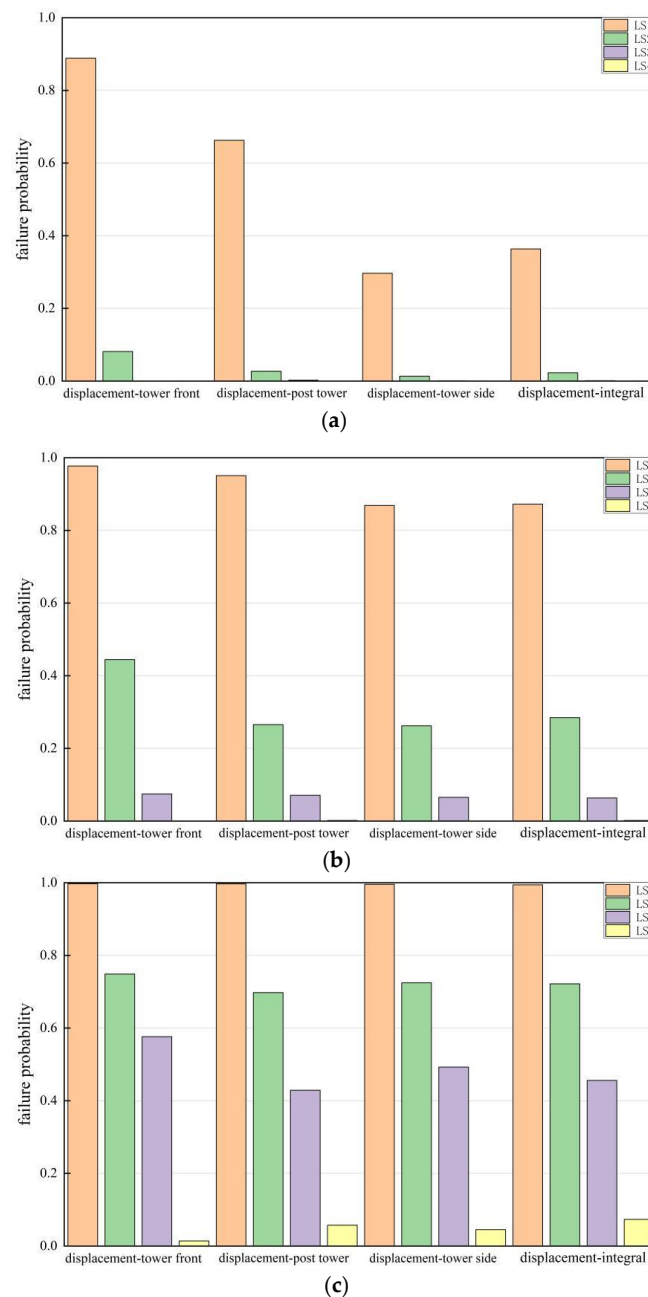 1.0
LS1
LS2
LS3
LS4
0.8
0.6
0.4
0.2
0.0
failure probability
displacement-tower front displacement-post tower displacement-tower side displacement-integral
(a)
1.0
LS
LS
LS
LS
0.8
0.6
0.4
0.2
0.0
failure probability
displacement-tower front displacement-post tower displacement-tower side displacement-integral
(b)
1.0
LS
LS
LS
LS
0.8
0.6
0.4
0.2
0.0
failure probability
displacement-tower front displacement-post tower displacement-tower side displacement-integral
(c)